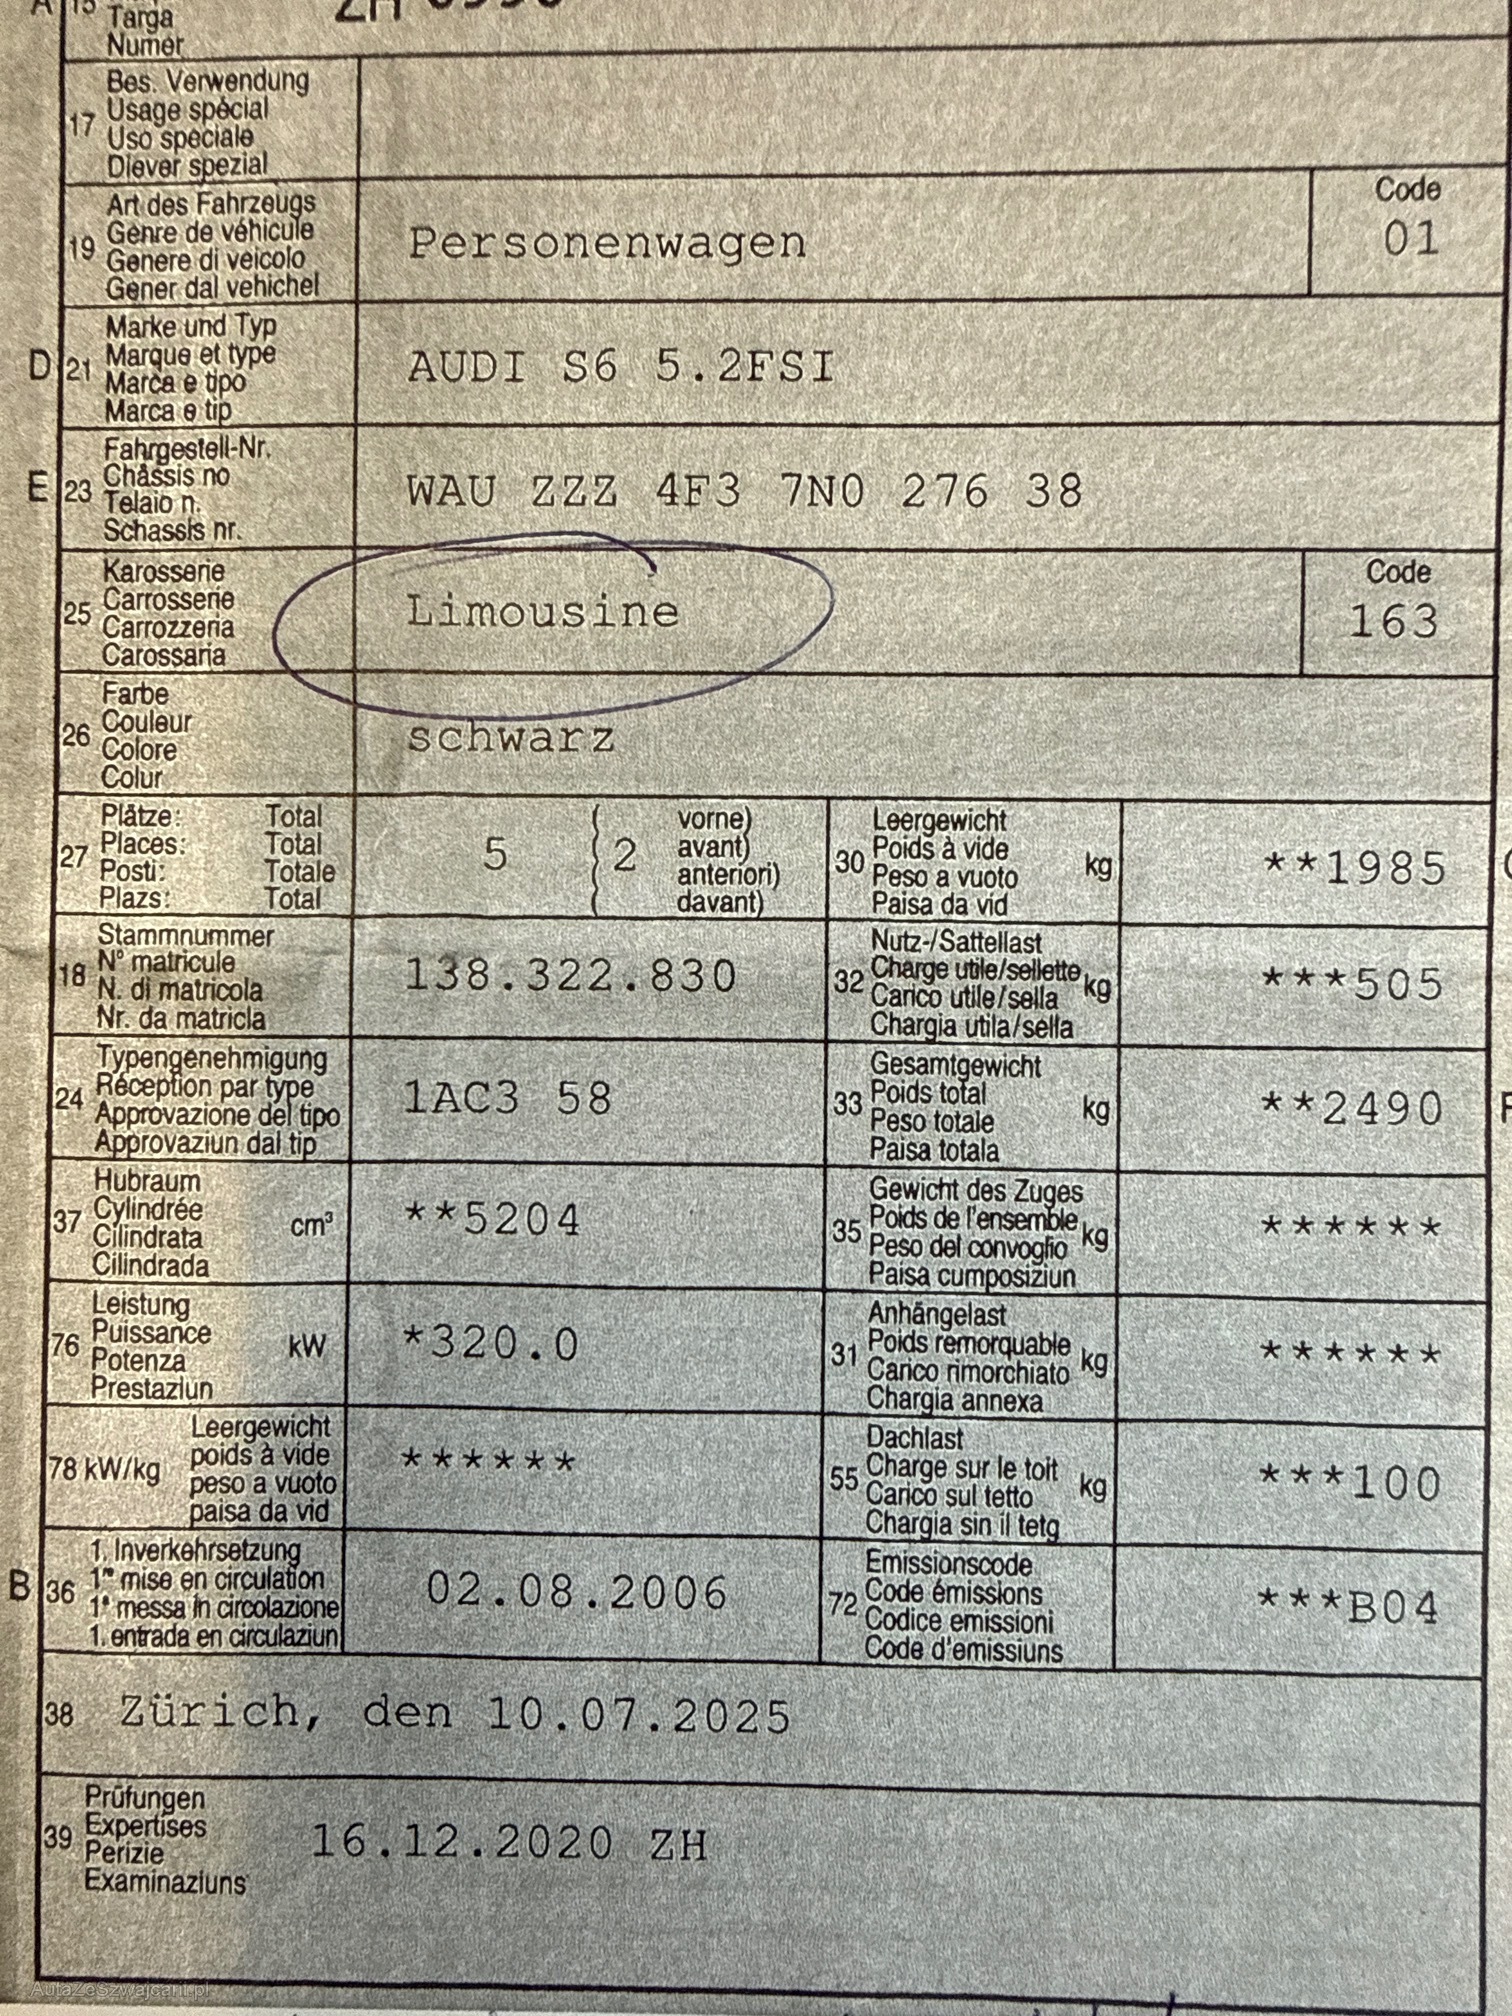 A 15 Targa
Numer
17 Bes. Verwendung
Usage spécial
Uso speciale
Diever spezial
19 Art des Fahrzeugs
Genre de véhicule
Genere di veicolo
Gener dal vehichel
Personenwagen
Code
01
D 21 Marke und Typ
Marque et type
Marca e tipo
Marca e tip
AUDI S6 5.2FSI
E 23 Fahrgestell-Nr.
Châssis no
Telaio n.
Schassis nr.
WAU ZZZ 4F3 7N0 276 38
25 Karosserie
Carrosserie
Carrozzeria
Carossaria
Limousine
Code
163
26 Farbe
Couleur
Colore
Colur
schwarz
27 Plätze: Total
Places: Total
Posti: Totale
Plazs: Total
5 ( 2 vorne)
avant)
anteriori)
davant)
30 Leergewicht
Poids à vide
Peso a vuoto
Paisa da vid
kg
**1985
18 Stammnummer
N° matricule
N. di matricola
Nr. da matricla
138.322.830
32 Nutz-/Sattellast
Charge utile/sellette
Carico utile/sella
Chargia utila/sella
kg
***505
24 Typengenehmigung
Réception par type
Approvazione del tipo
Approvaziun dal tip
1AC3 58
33 Gesamtgewicht
Poids total
Peso totale
Paisa totala
kg
**2490
37 Hubraum
Cylindrée
Cilindrata
Cilindrada
cm³
**5204
35 Gewicht des Zuges
Poids de l'ensemble
Peso del convoglio
Paisa cumposiziun
kg
******
76 Leistung
Puissance
Potenza
Prestaziun
kW
*320.0
31 Anhängelast
Poids remorquable
Carico rimorchiato
Chargia annexa
kg
******
78 kW/kg Leergewicht
poids à vide
peso a vuoto
paisa da vid
******
55 Dachlast
Charge sur le toit
Carico sul tetto
Chargia sin il tetg
kg
***100
B 36 1. Inverkehrsetzung
1re mise en circulation
1a messa in circolazione
1. entrada en circulaziun
02.08.2006
72 Emissionscode
Code émissions
Codice emissioni
Code d'emissiuns
***B04
38 Zürich, den 10.07.2025
39 Prüfungen
Expertises
Perizie
Examinaziuns
16.12.2020 ZH
AutaZeSzwajcarii.pl